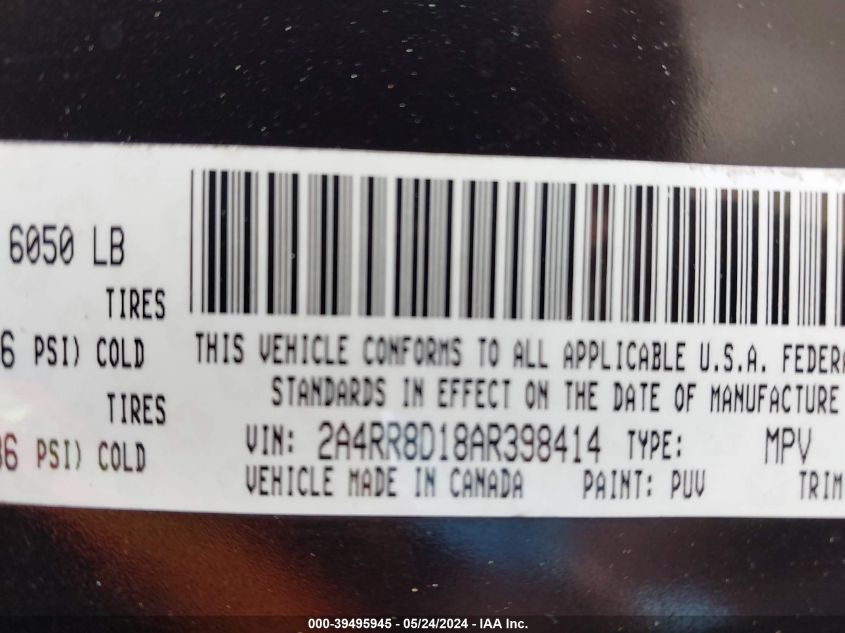 6050 LB
TIRES
6 PSI) COLD
TIRES
36 PSI) COLD
THIS VEHICLE CONFORMS TO ALL APPLICABLE U.S.A. FEDERA
STANDARDS IN EFFECT ON THE DATE OF MANUFACTURE
VIN: 2A4RR8D18AR398414 TYPE: MPV
VEHICLE MADE IN CANADA PAINT: PUV TRIM
000-39495945 - 05/24/2024 - IAA Inc.